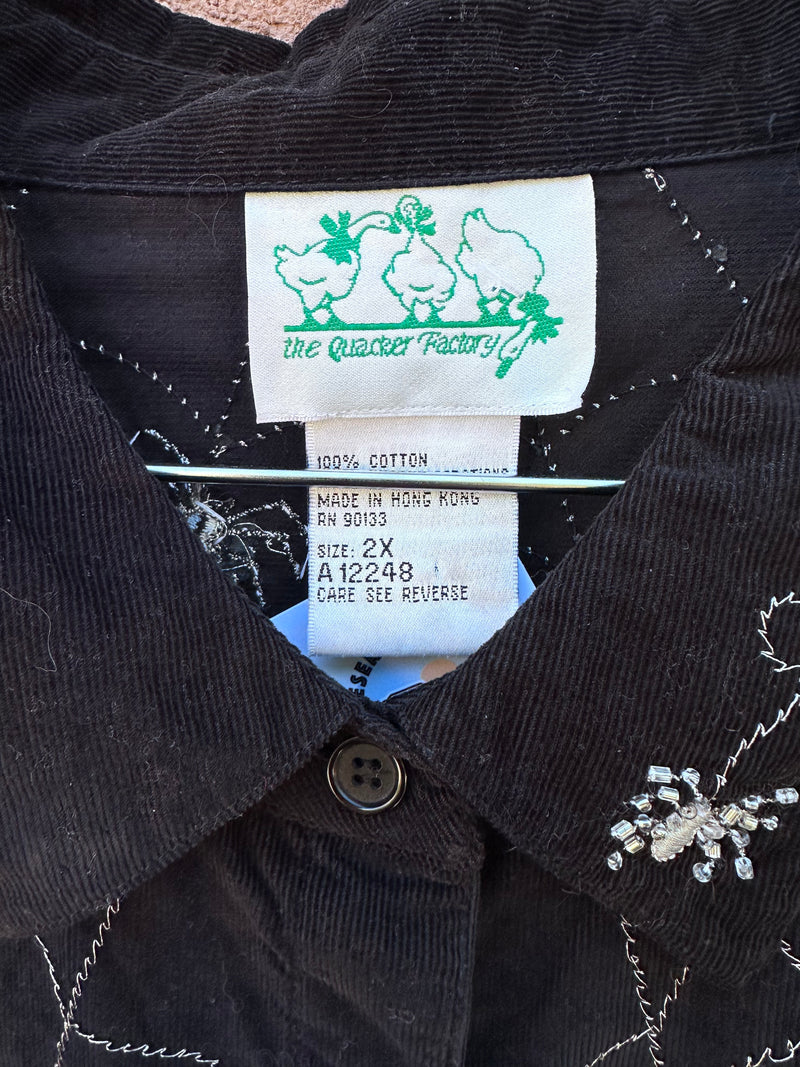 the Quacker Factory
100% COTTON
MADE IN HONG KONG
RN 90133
SIZE: 2X
A 12248
CARE SEE REVERSE